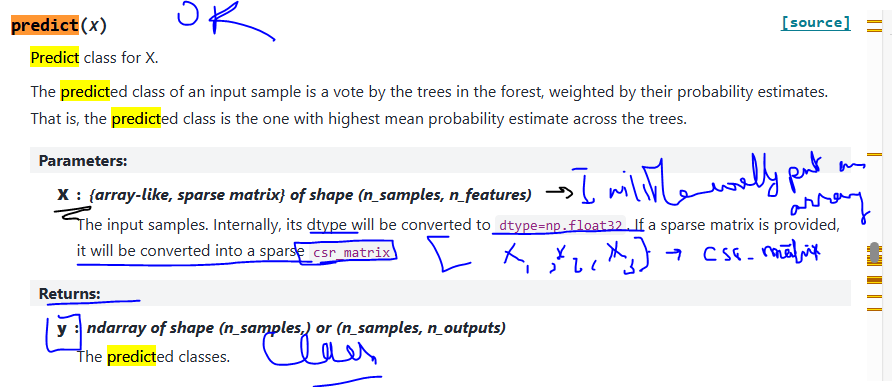 OK
predict(X) [source]
Predict class for X.
The predicted class of an input sample is a vote by the trees in the forest, weighted by their probability estimates.
That is, the predicted class is the one with highest mean probability estimate across the trees.
Parameters:
X : {array-like, sparse matrix} of shape (n_samples, n_features) → I will usually put an
array
The input samples. Internally, its dtype will be converted to dtype=np.float32. If a sparse matrix is provided,
it will be converted into a sparse csr_matrix.
[ X1, X2, X3 ] → csr_matrix
Returns:
y : ndarray of shape (n_samples,) or (n_samples, n_outputs)
The predicted classes.
Classes